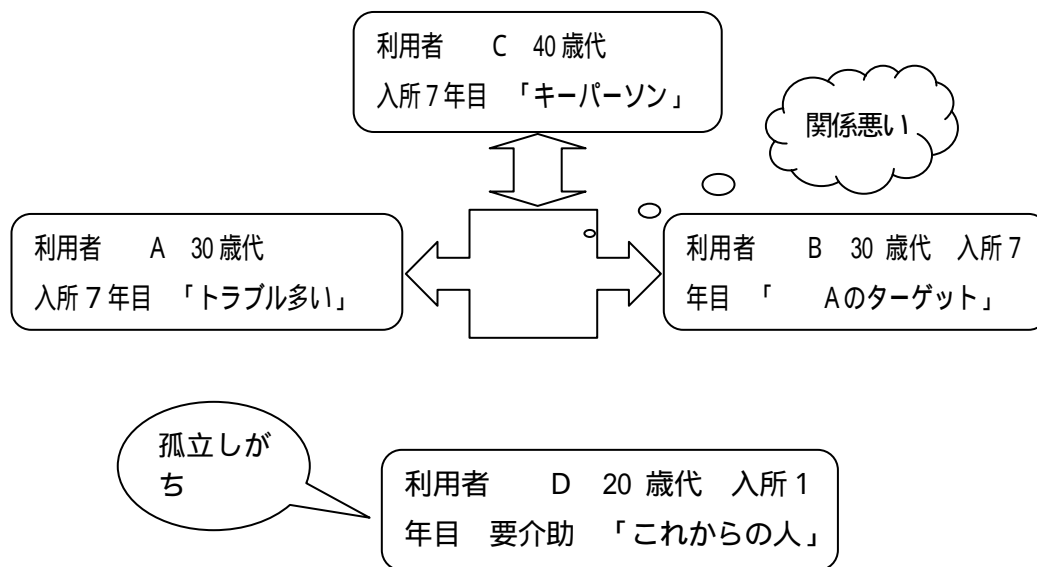 利用者　　C　40歳代
入所7年目　「キーパーソン」
関係悪い
利用者　　A　30歳代
入所7年目　「トラブル多い」
利用者　　B　30 歳代　入所7
年目　「　　Aのターゲット」
孤立しが
ち
利用者　　D　20 歳代　入所1
年目　要介助　「これからの人」